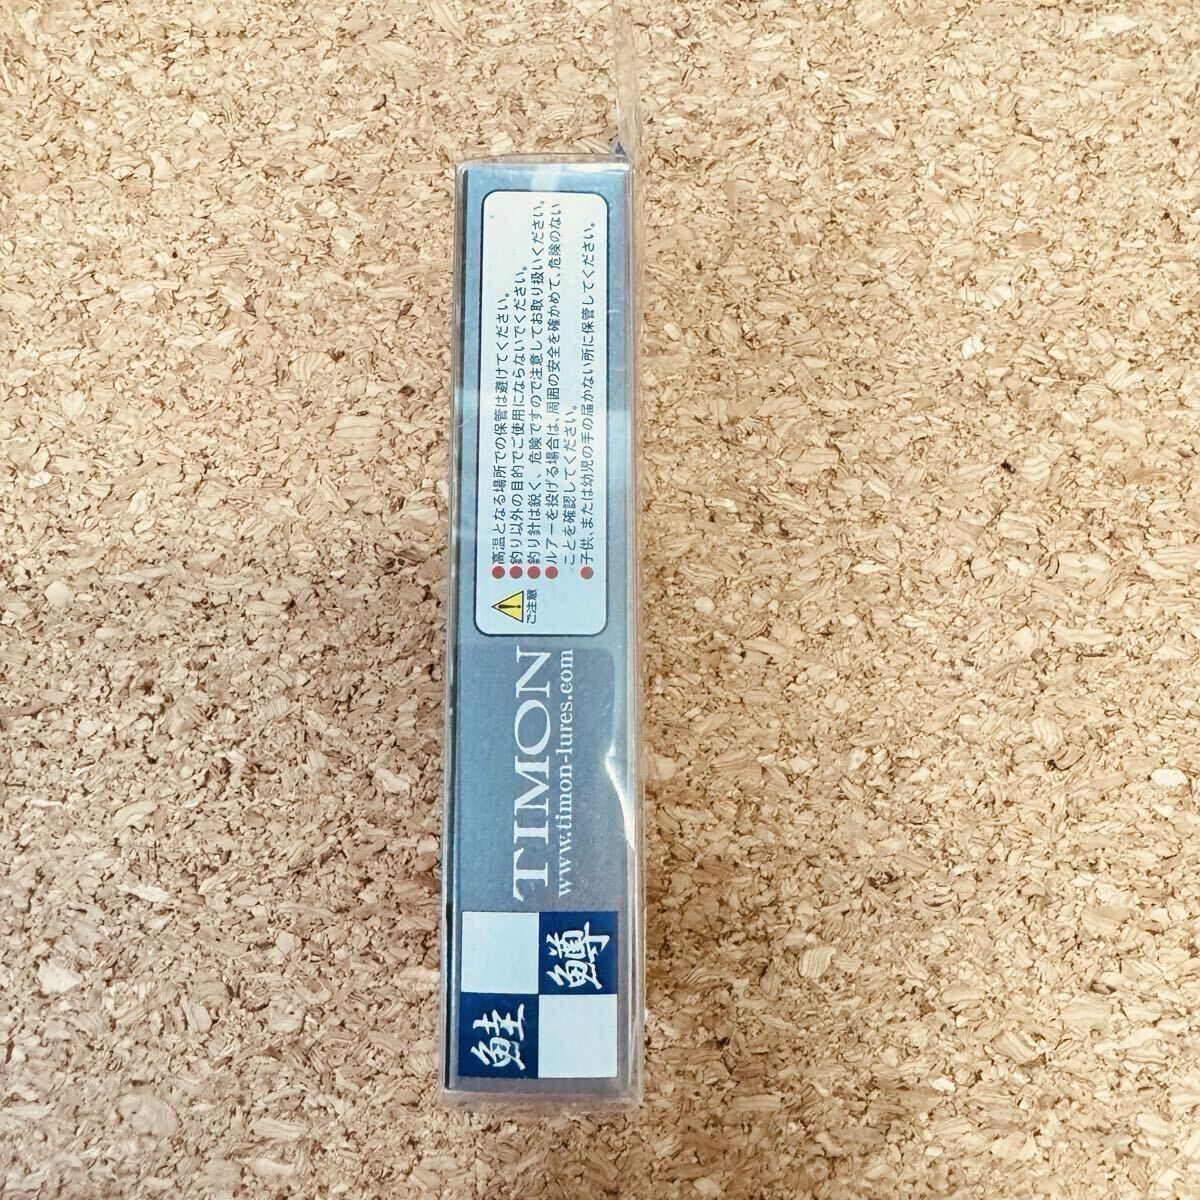 鮭
鱒
TIMON
www.timon-lures.com
ご注意
●高温となる場所での保管は避けてください。
●釣り以外の目的でご使用にならないでください。
●釣り針は鋭く、危険ですので注意してお取り扱いください。
●ルアーを投げる場合は、周囲の安全を確かめて、危険のない
ことを確認してください。
●子供、または幼児の手の届かない所に保管してください。